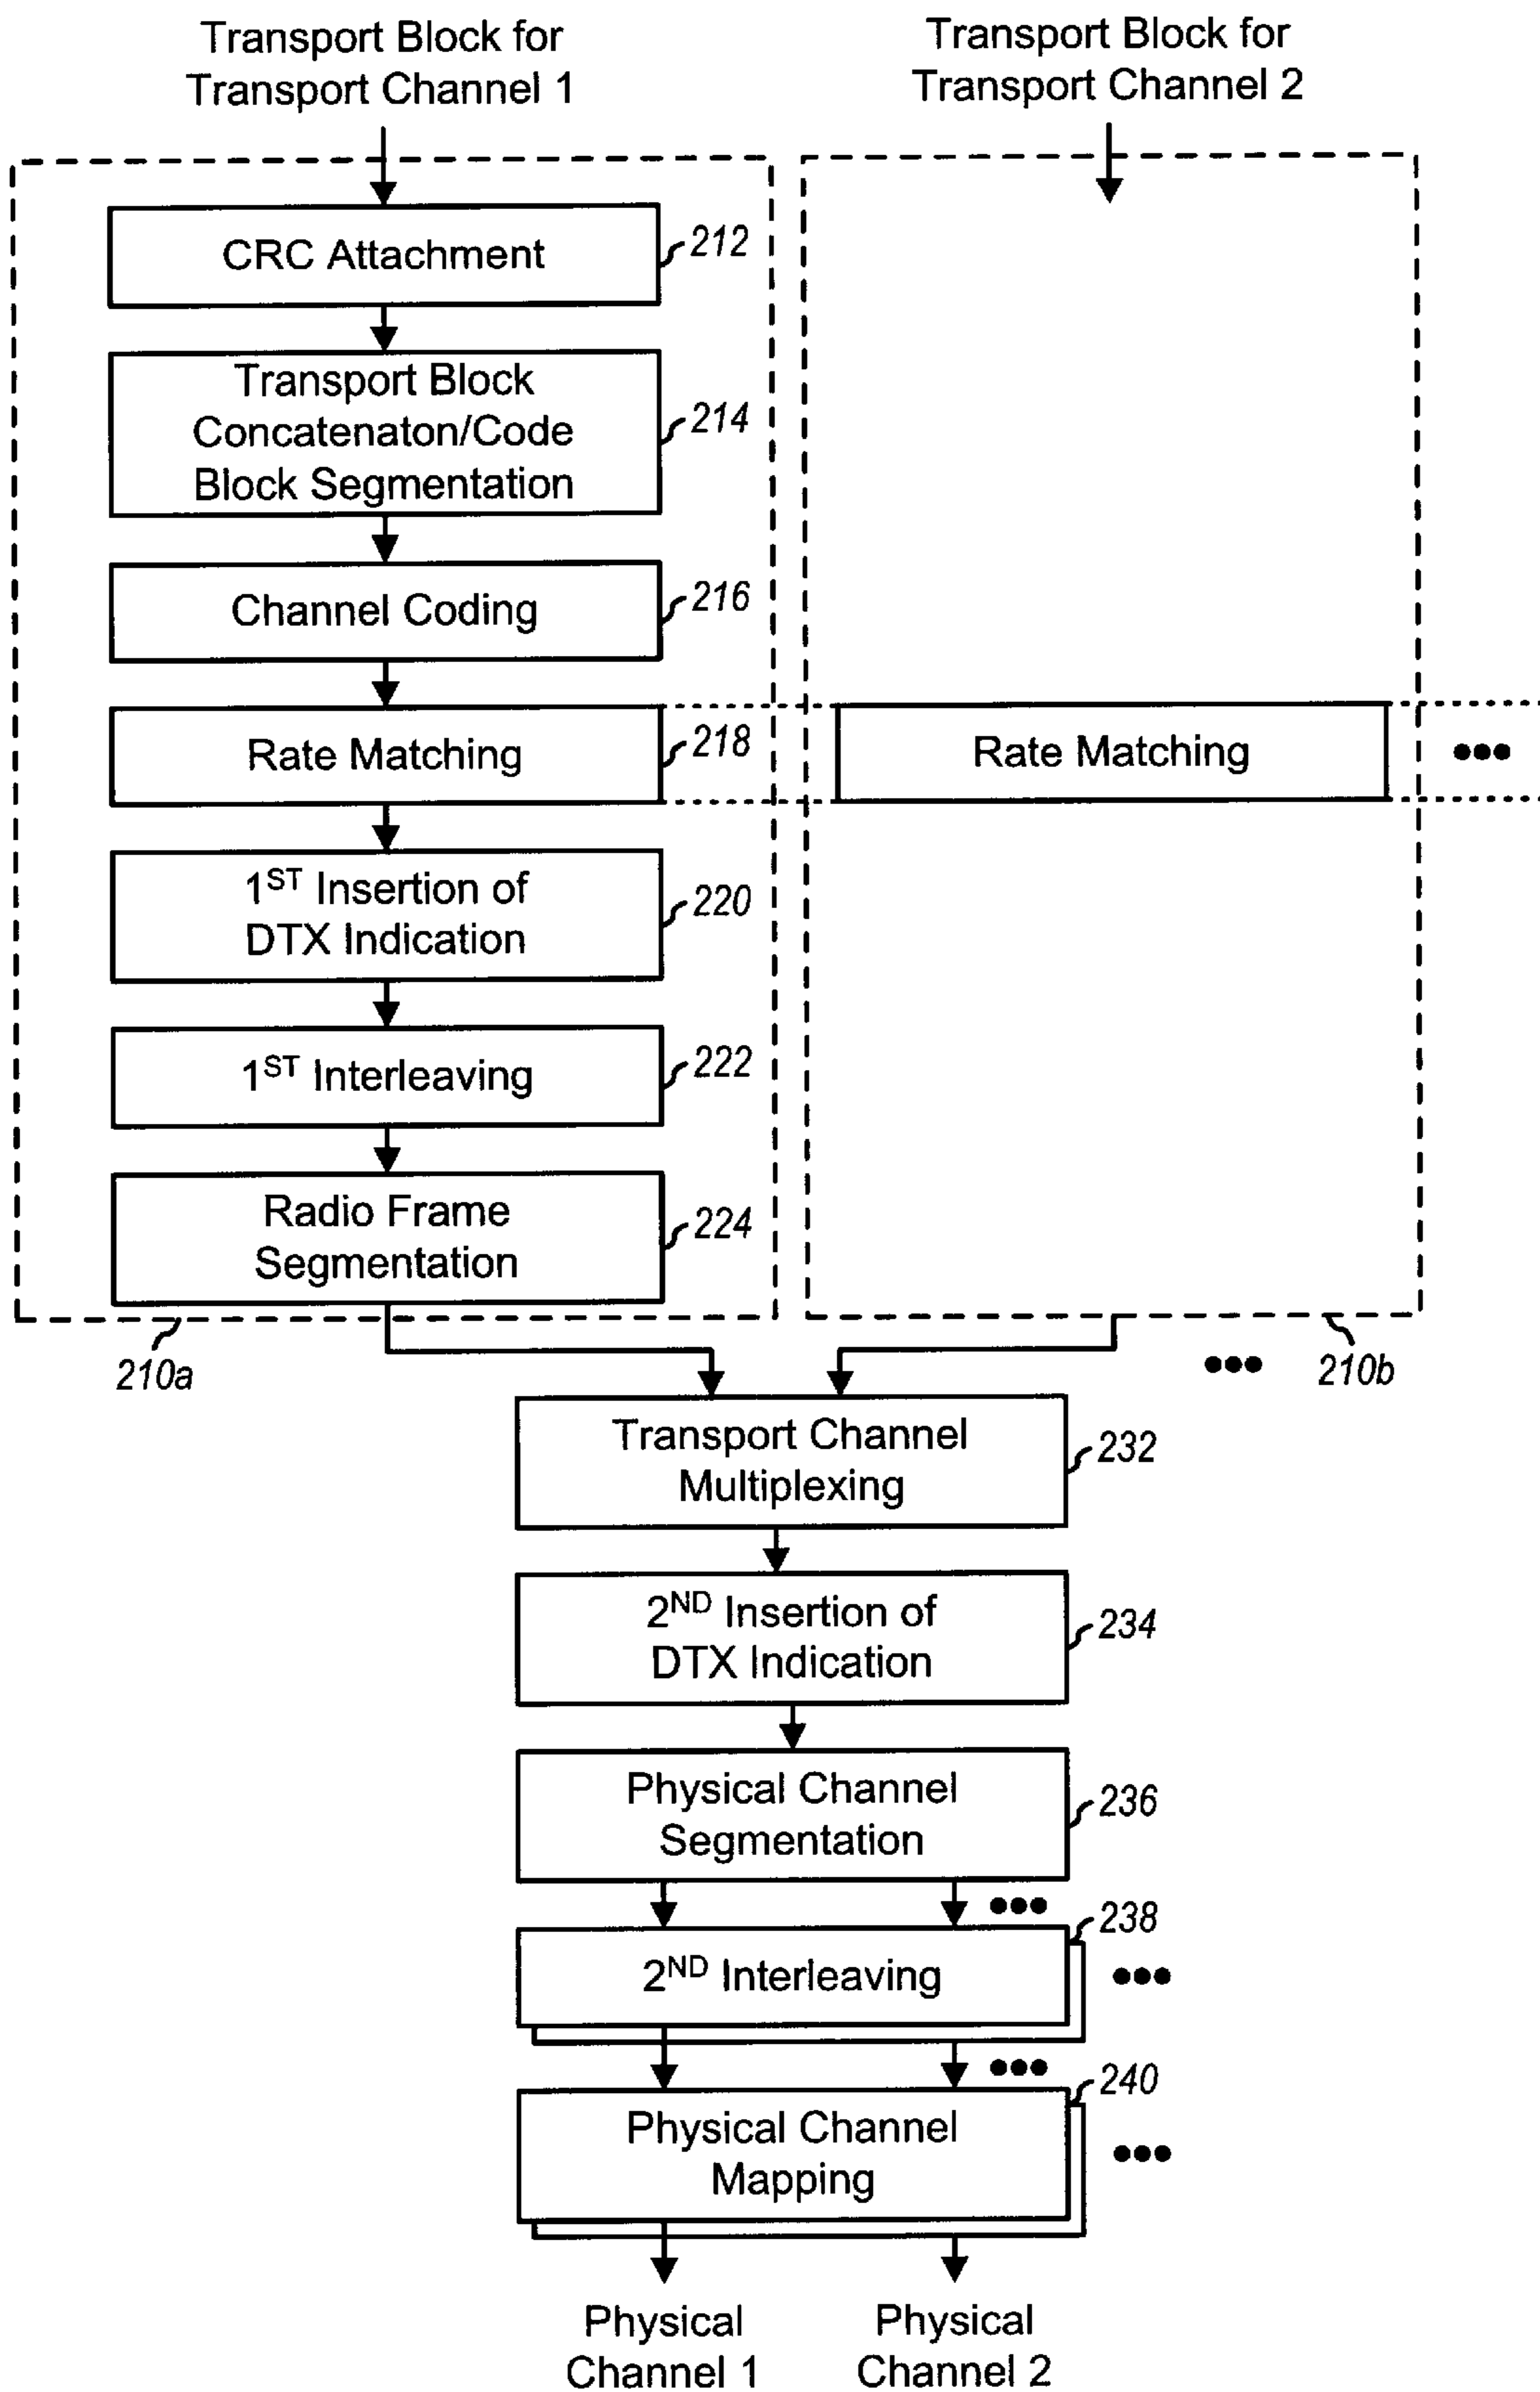 Transport Block for
Transport Channel 1
Transport Block for
Transport Channel 2
CRC Attachment
212
Transport Block
Concatenaton/Code
Block Segmentation
214
Channel Coding
216
Rate Matching
218
Rate Matching
1ST Insertion of
DTX Indication
220
1ST Interleaving
222
Radio Frame
Segmentation
224
210a
210b
Transport Channel
Multiplexing
232
2ND Insertion of
DTX Indication
234
Physical Channel
Segmentation
236
2ND Interleaving
238
Physical Channel
Mapping
240
Physical
Channel 1
Physical
Channel 2